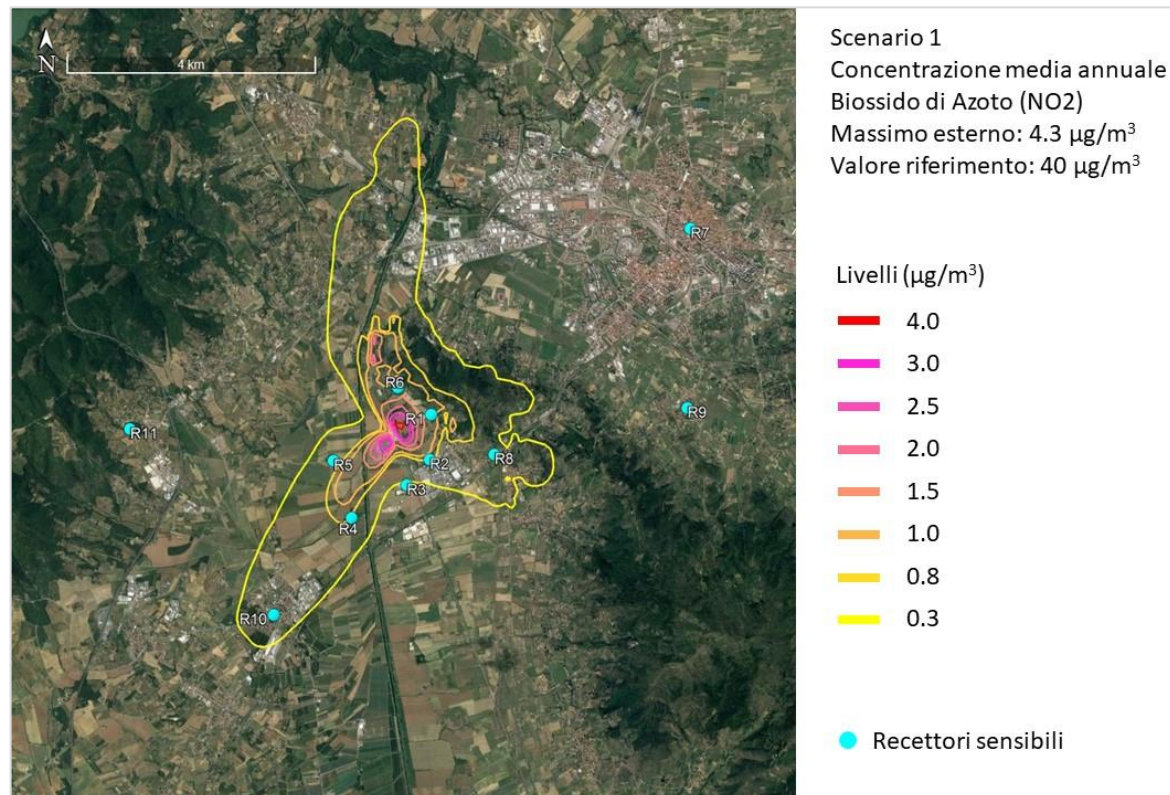 Scenario 1
Concentrazione media annuale
Biossido di Azoto (NO2)
Massimo esterno: 4.3 µg/m³
Valore riferimento: 40 µg/m³
N
4 km
R7
R6
R1
R9
R11
R5
R2
R8
R3
R4
R10
Livelli (µg/m³)
4.0
3.0
2.5
2.0
1.5
1.0
0.8
0.3
Recettori sensibili